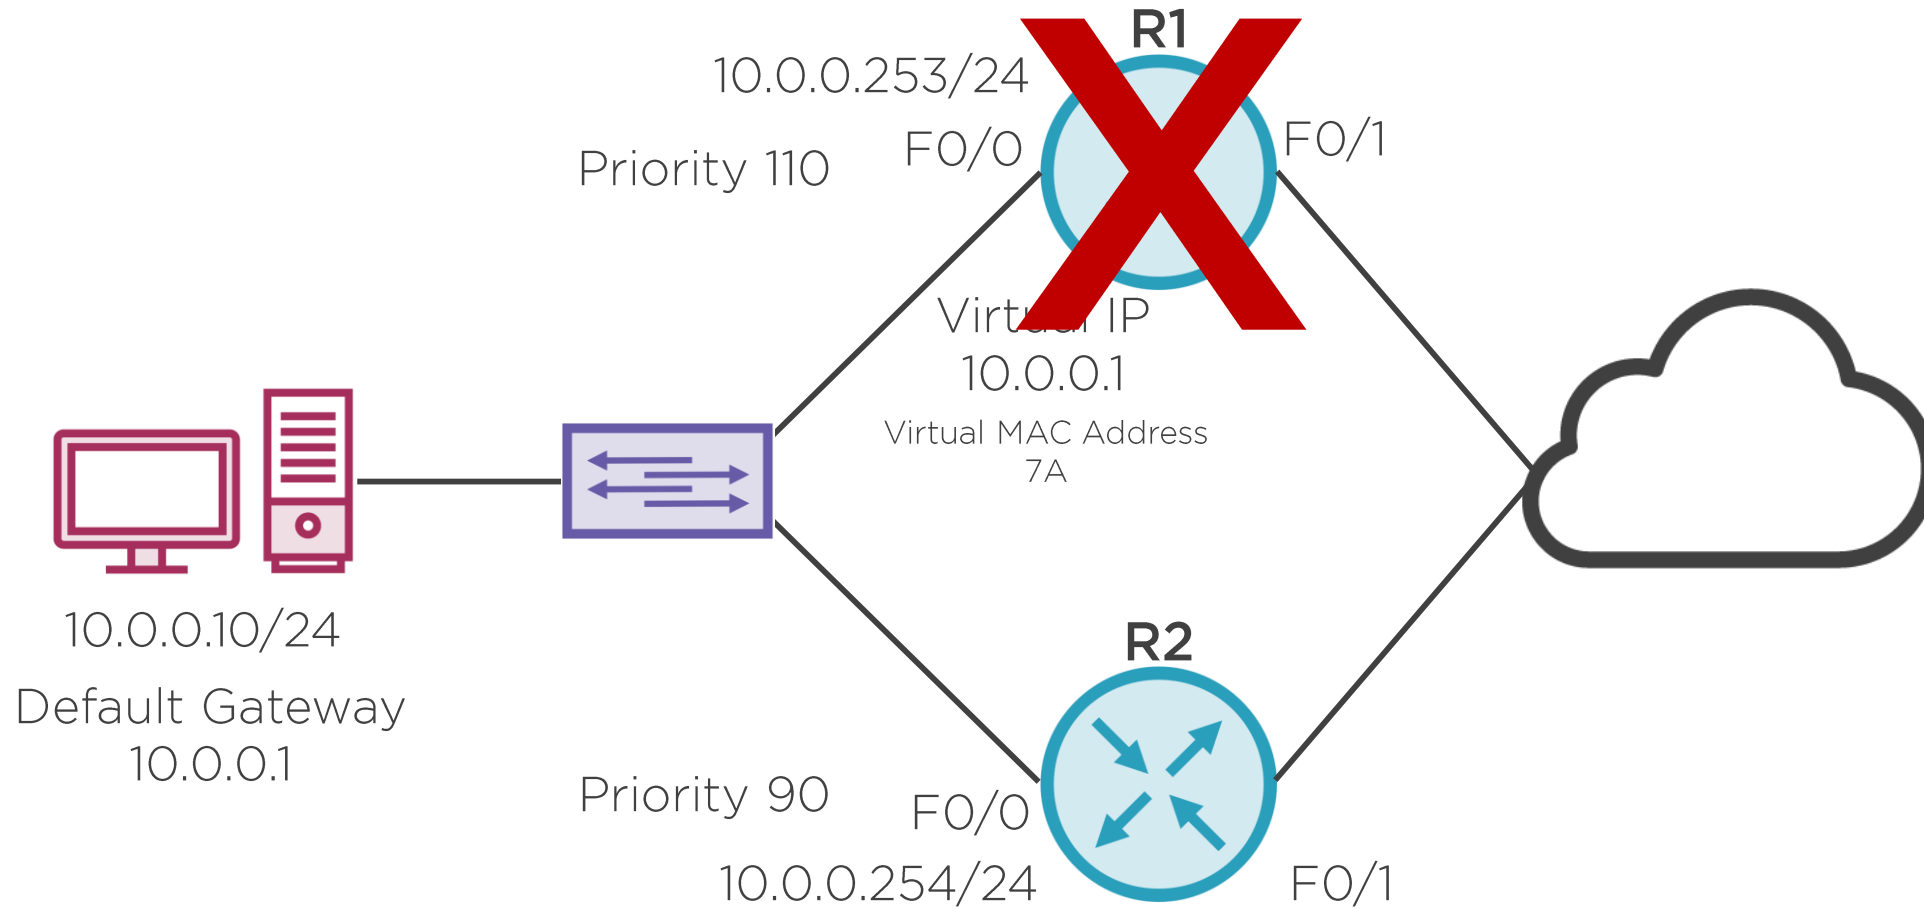 R1
10.0.0.253/24
F0/0
F0/1
Priority 110
Virtual IP
10.0.0.1
Virtual MAC Address
7A
10.0.0.10/24
Default Gateway
10.0.0.1
R2
Priority 90
F0/0
10.0.0.254/24
F0/1